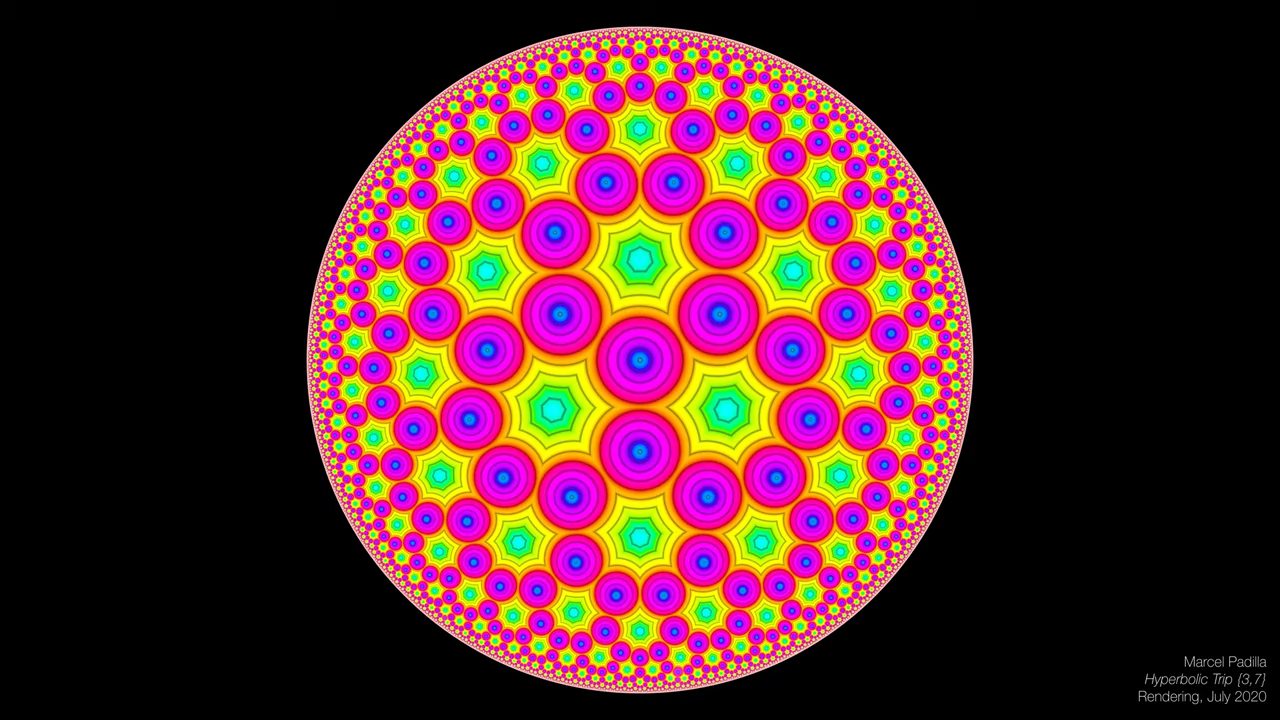 Marcel Padilla
Hyperbolic Trip {3,7}
Rendering, July 2020